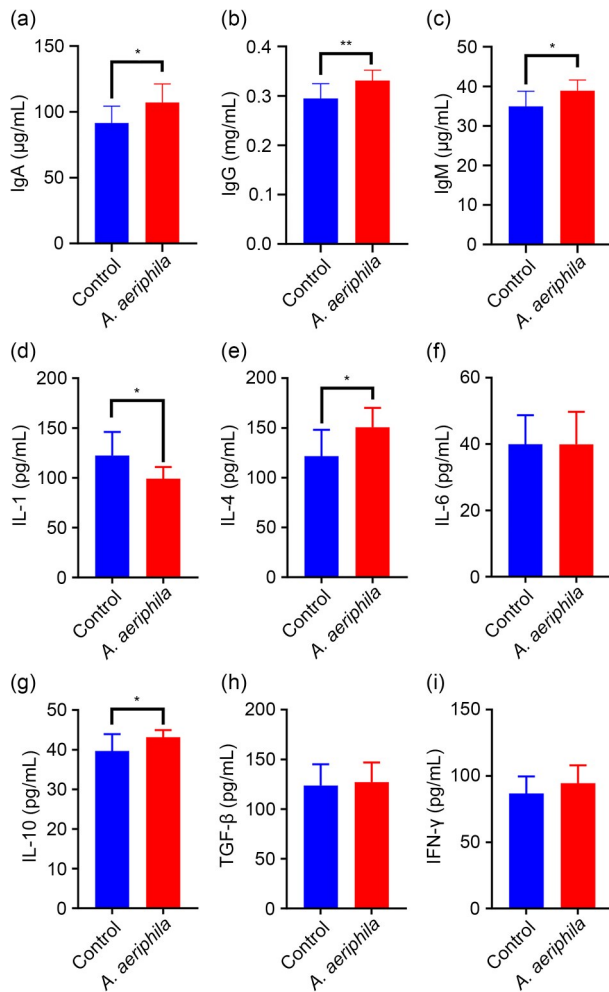 (a)
150
*
100
50
0
IgA (μg/mL)
Control
A. aeriphila
(b)
0.4
**
0.3
0.2
0.1
0.0
IgG (mg/mL)
Control
A. aeriphila
(c)
50
*
40
30
20
10
0
IgM (μg/mL)
Control
A. aeriphila
(d)
200
*
150
100
50
0
IL-1 (pg/mL)
Control
A. aeriphila
(e)
200
*
150
100
50
0
IL-4 (pg/mL)
Control
A. aeriphila
(f)
60
40
20
0
IL-6 (pg/mL)
Control
A. aeriphila
(g)
50
*
40
30
20
10
0
IL-10 (pg/mL)
Control
A. aeriphila
(h)
200
150
100
50
0
TGF-β (pg/mL)
Control
A. aeriphila
(i)
150
100
50
0
IFN-γ (pg/mL)
Control
A. aeriphila